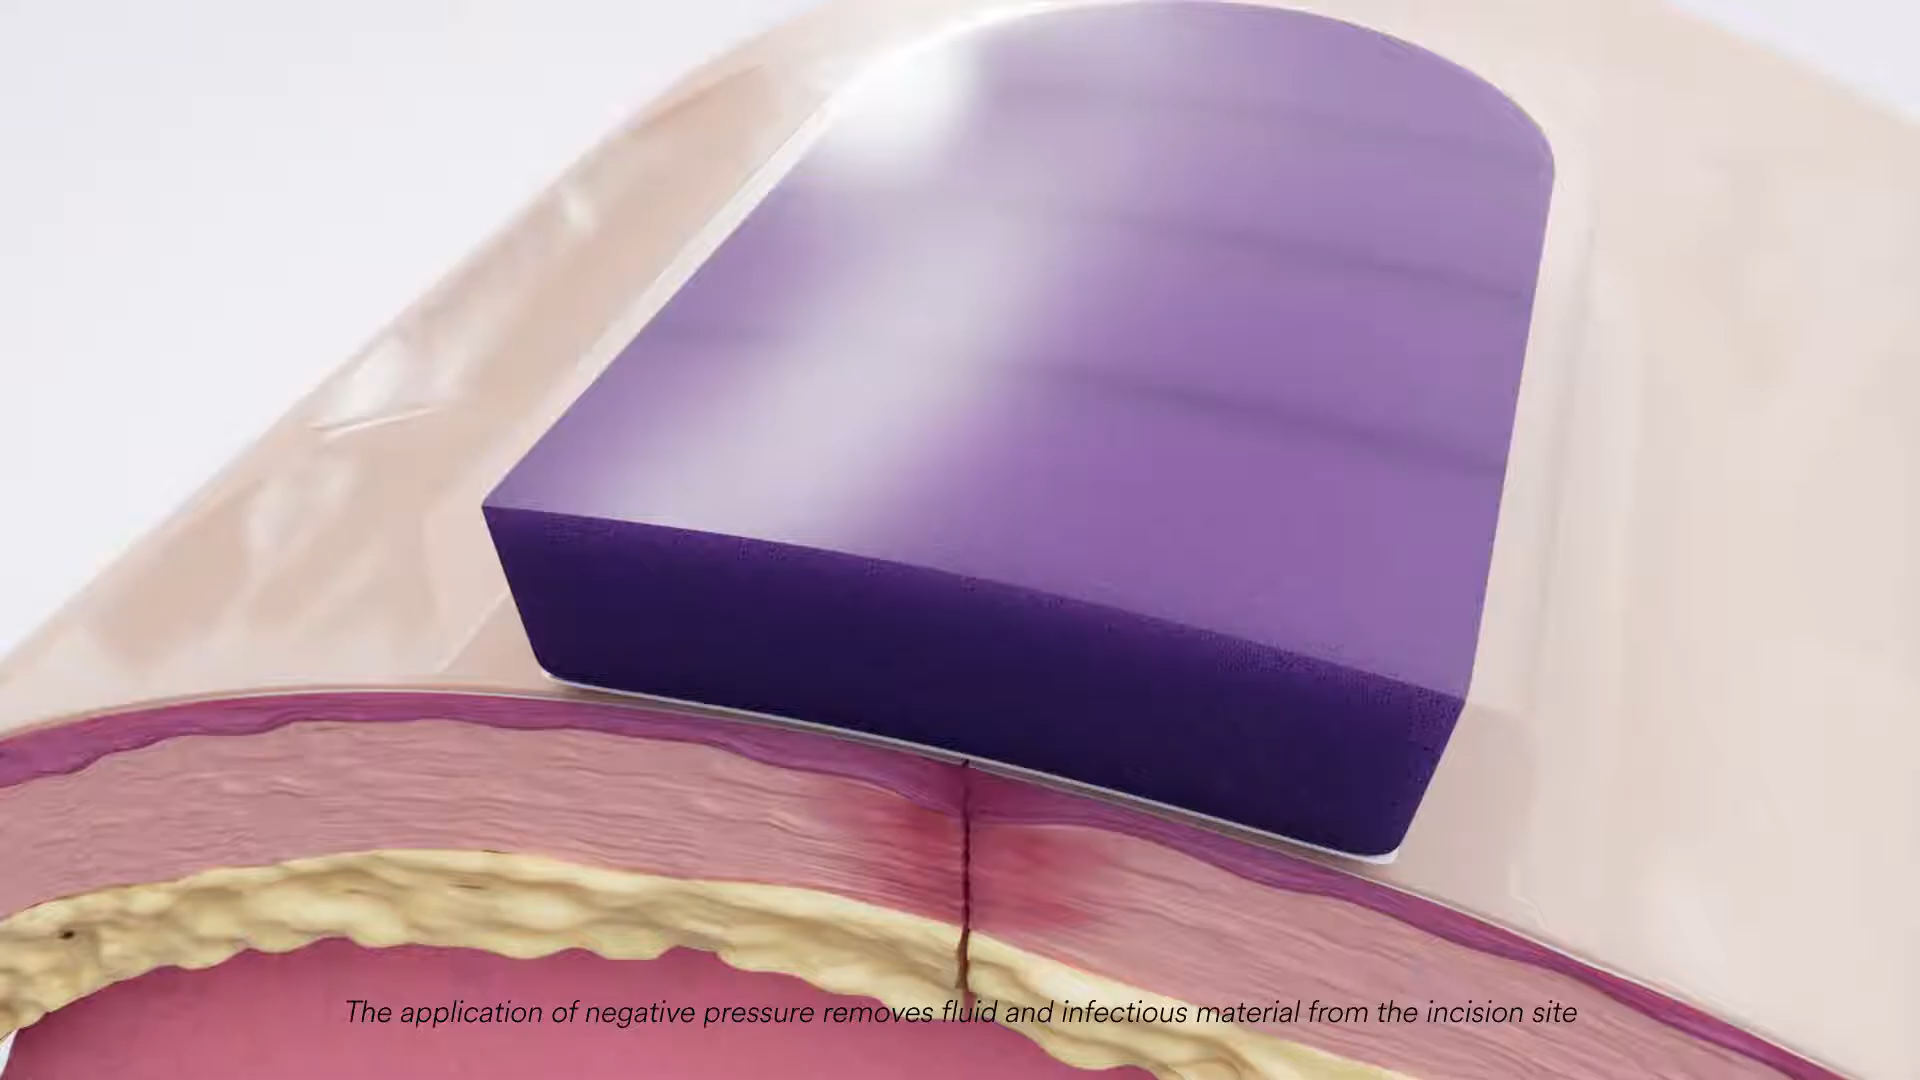 The application of negative pressure removes fluid and infectious material from the incision site